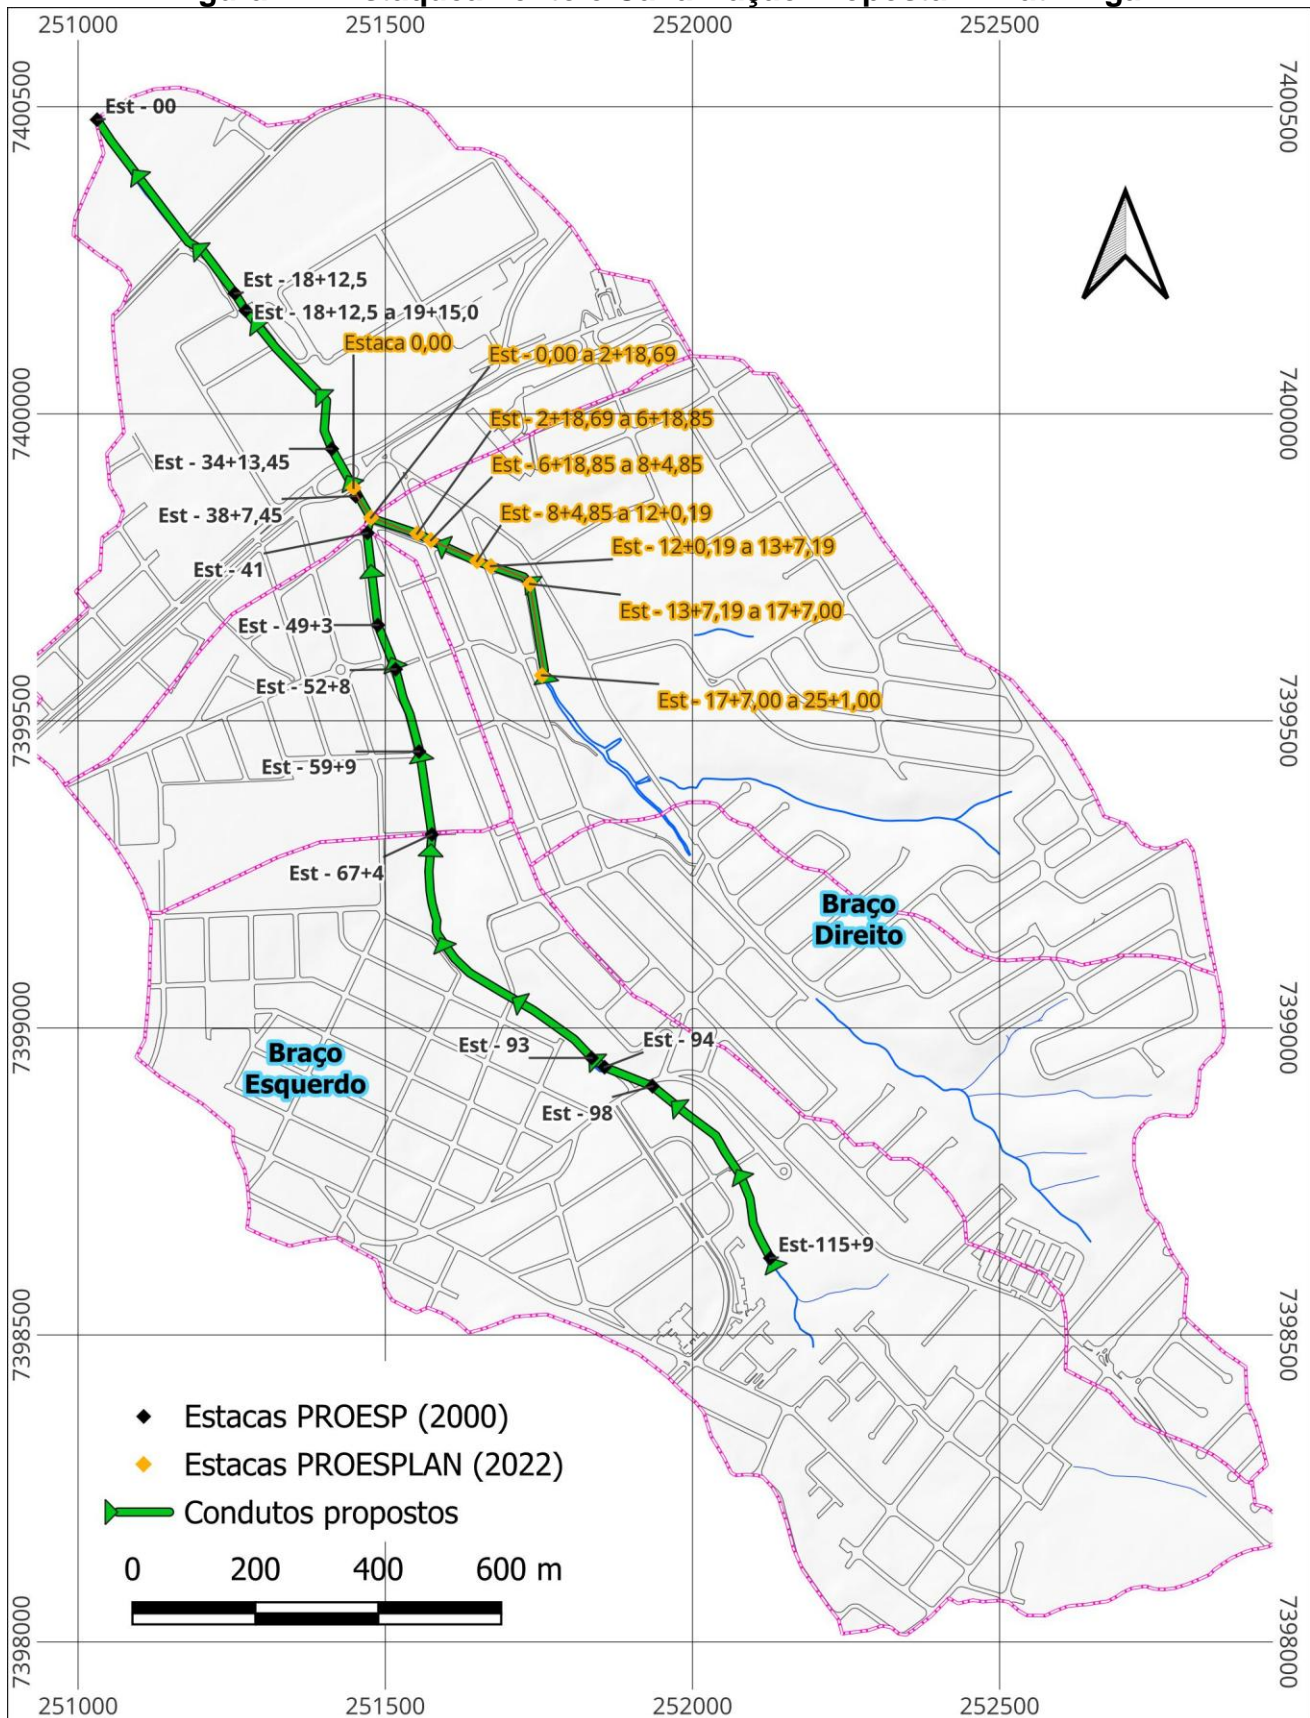 251000 251500 252000 252500
7400500 7400500
Est - 00
Est - 18+12,5
Est - 18+12,5 a 19+15,0
Estaca 0,00
Est - 0,00 a 2+18,69
7400000 7400000
Est - 2+18,69 a 6+18,85
Est - 34+13,45
Est - 6+18,85 a 8+4,85
Est - 38+7,45
Est - 8+4,85 a 12+0,19
Est - 12+0,19 a 13+7,19
Est - 41
Est - 13+7,19 a 17+7,00
Est - 49+3
Est - 52+8
Est - 17+7,00 a 25+1,00
7399500 7399500
Est - 59+9
Est - 67+4
Braço
Direito
7399000 7399000
Est - 93
Est - 94
Braço
Esquerdo
Est - 98
Est-115+9
7398500 7398500
Estacas PROESP (2000)
Estacas PROESPLAN (2022)
Condutos propostos
0 200 400 600 m
7398000 7398000
251000 251500 252000 252500